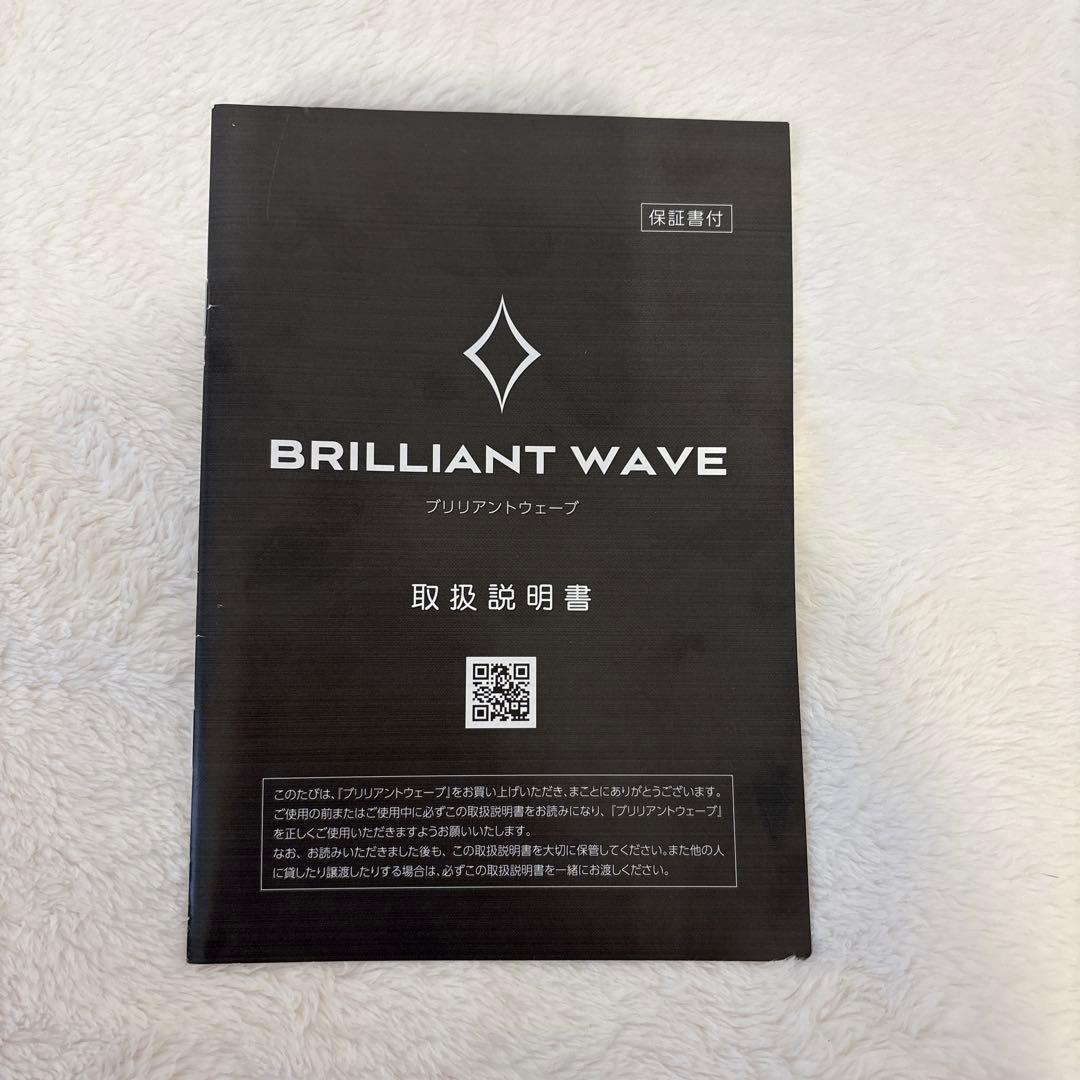 保証書付
BRILLIANT WAVE
ブリリアントウェーブ
取扱説明書
このたびは、『ブリリアントウェーブ』をお買い上げいただき、まことにありがとうございます。
ご使用の前またはご使用中に必ずこの取扱説明書をお読みになり、『ブリリアントウェーブ』
を正しくご使用いただきますようお願いいたします。
なお、お読みいただきました後も、この取扱説明書を大切に保管してください。また他の人
に貸したり譲渡したりする場合は、必ずこの取扱説明書を一緒にお渡しください。